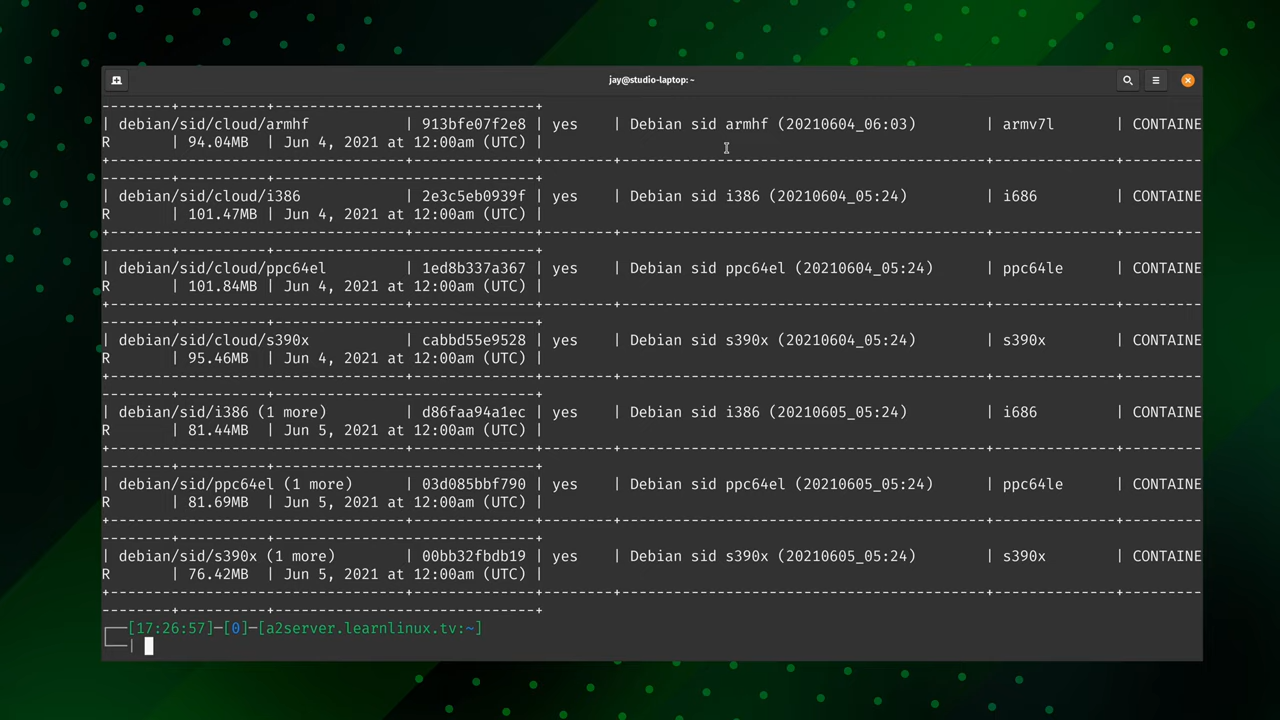 jay@studio-laptop: ~
--------+----------+-------------------------------+
| debian/sid/cloud/armhf           | 913bfe07f2e8 | yes    | Debian sid armhf (20210604_06:03)         | armv7l       | CONTAINE
R       | 94.04MB  | Jun 4, 2021 at 12:00am (UTC) |
+-----------------------------------+--------------+--------+-------------------------------------------+--------------+---------
--------+----------+-------------------------------+
| debian/sid/cloud/i386            | 2e3c5eb0939f | yes    | Debian sid i386 (20210604_05:24)          | i686         | CONTAINE
R       | 101.47MB | Jun 4, 2021 at 12:00am (UTC) |
+-----------------------------------+--------------+--------+-------------------------------------------+--------------+---------
--------+----------+-------------------------------+
| debian/sid/cloud/ppc64el         | 1ed8b337a367 | yes    | Debian sid ppc64el (20210604_05:24)       | ppc64le      | CONTAINE
R       | 101.84MB | Jun 4, 2021 at 12:00am (UTC) |
+-----------------------------------+--------------+--------+-------------------------------------------+--------------+---------
--------+----------+-------------------------------+
| debian/sid/cloud/s390x           | cabbd55e9528 | yes    | Debian sid s390x (20210604_05:24)         | s390x        | CONTAINE
R       | 95.46MB  | Jun 4, 2021 at 12:00am (UTC) |
+-----------------------------------+--------------+--------+-------------------------------------------+--------------+---------
--------+----------+-------------------------------+
| debian/sid/i386 (1 more)         | d86faa94a1ec | yes    | Debian sid i386 (20210605_05:24)          | i686         | CONTAINE
R       | 81.44MB  | Jun 5, 2021 at 12:00am (UTC) |
+-----------------------------------+--------------+--------+-------------------------------------------+--------------+---------
--------+----------+-------------------------------+
| debian/sid/ppc64el (1 more)      | 03d085bbf790 | yes    | Debian sid ppc64el (20210605_05:24)       | ppc64le      | CONTAINE
R       | 81.69MB  | Jun 5, 2021 at 12:00am (UTC) |
+-----------------------------------+--------------+--------+-------------------------------------------+--------------+---------
--------+----------+-------------------------------+
| debian/sid/s390x (1 more)        | 00bb32fbdb19 | yes    | Debian sid s390x (20210605_05:24)         | s390x        | CONTAINE
R       | 76.42MB  | Jun 5, 2021 at 12:00am (UTC) |
+-----------------------------------+--------------+--------+-------------------------------------------+--------------+---------
--------+----------+-------------------------------+
┌──[17:26:57]─[0]─[a2server.learnlinux.tv:~]
└──|